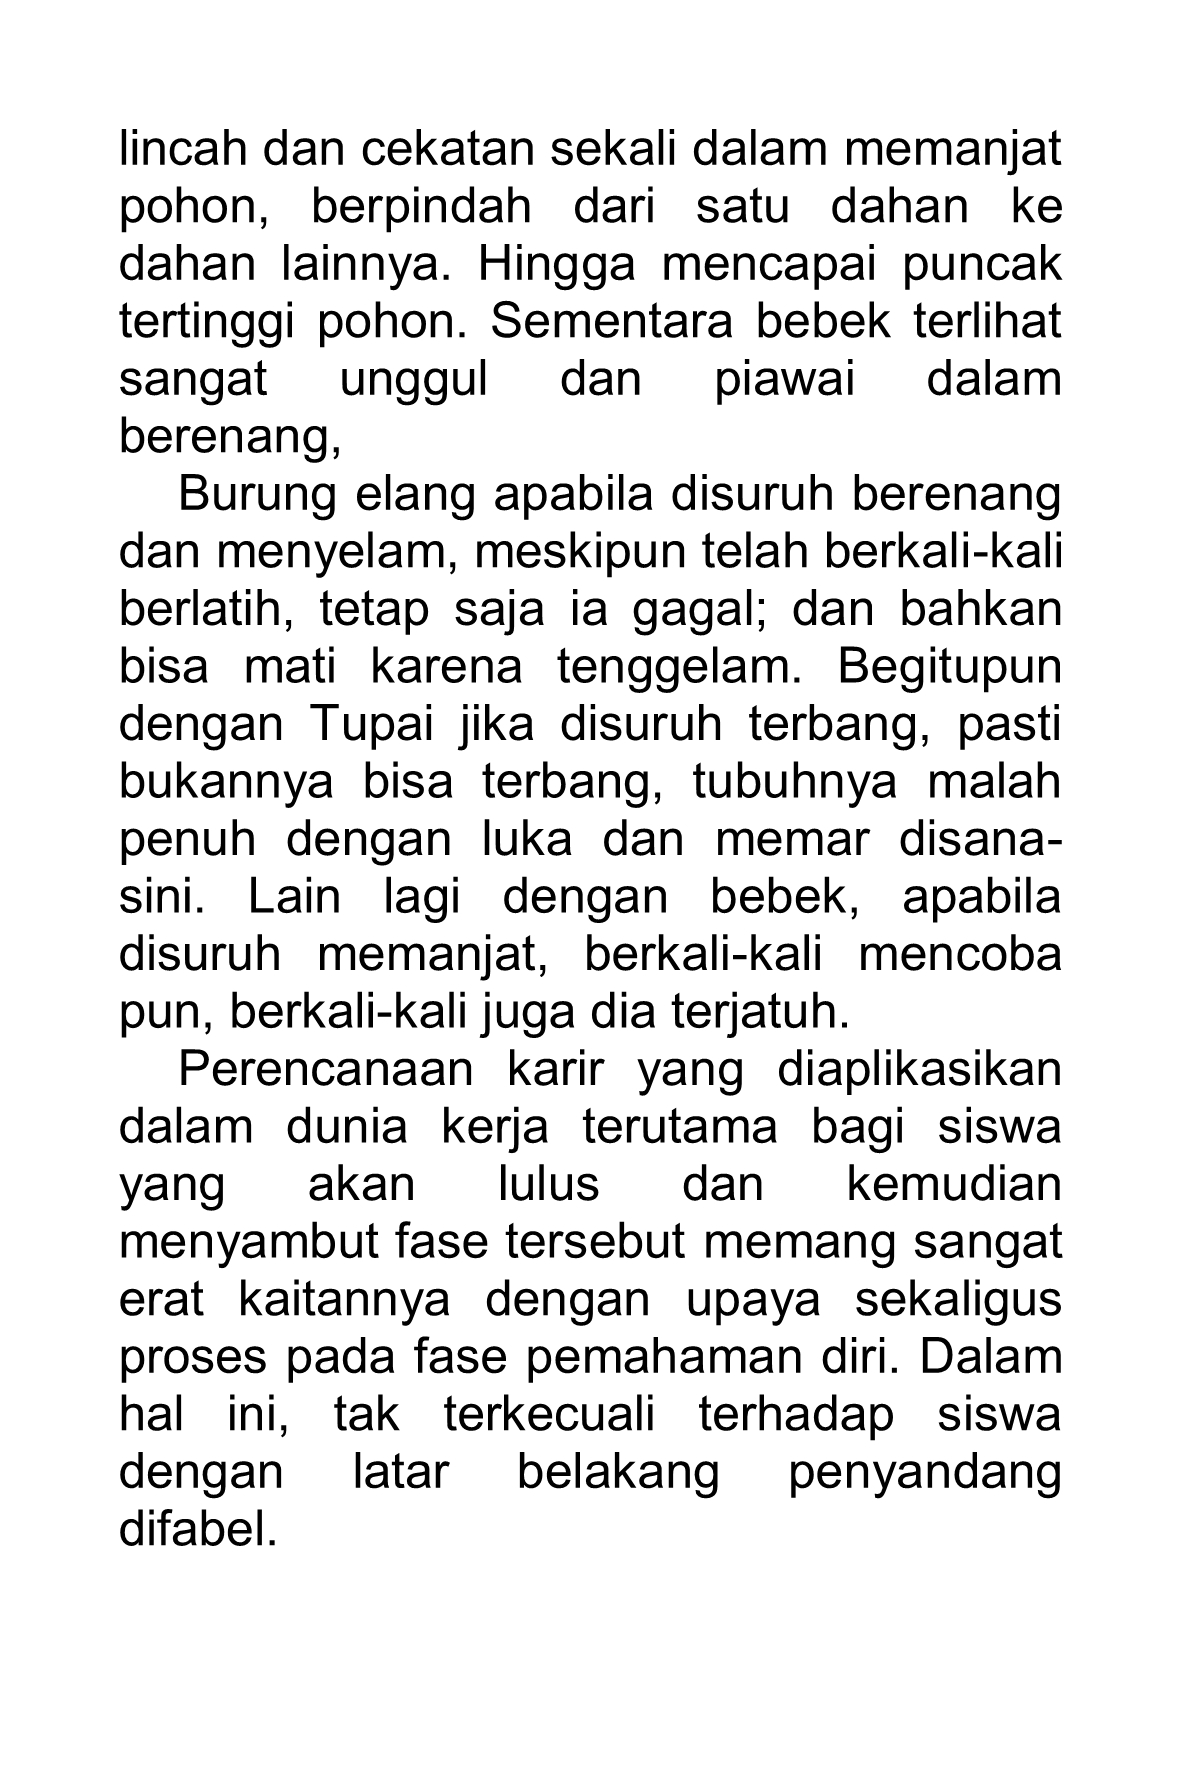 lincah dan cekatan sekali dalam memanjat
pohon, berpindah dari satu dahan ke
dahan lainnya. Hingga mencapai puncak
tertinggi pohon. Sementara bebek terlihat
sangat unggul dan piawai dalam
berenang,
Burung elang apabila disuruh berenang
dan menyelam, meskipun telah berkali-kali
berlatih, tetap saja ia gagal; dan bahkan
bisa mati karena tenggelam. Begitupun
dengan Tupai jika disuruh terbang, pasti
bukannya bisa terbang, tubuhnya malah
penuh dengan luka dan memar disana-
sini. Lain lagi dengan bebek, apabila
disuruh memanjat, berkali-kali mencoba
pun, berkali-kali juga dia terjatuh.
Perencanaan karir yang diaplikasikan
dalam dunia kerja terutama bagi siswa
yang akan lulus dan kemudian
menyambut fase tersebut memang sangat
erat kaitannya dengan upaya sekaligus
proses pada fase pemahaman diri. Dalam
hal ini, tak terkecuali terhadap siswa
dengan latar belakang penyandang
difabel.